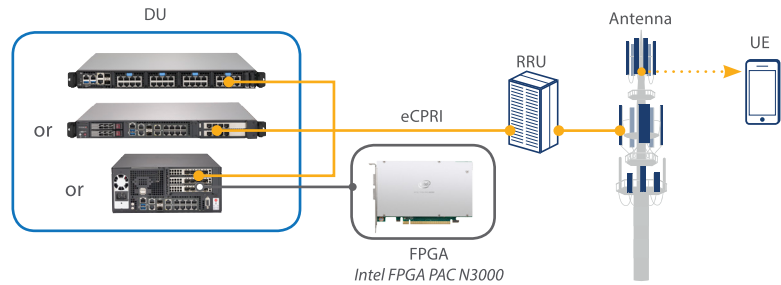 DU
Antenna
UE
RRU
or
eCPRI
or
FPGA
Intel FPGA PAC N3000